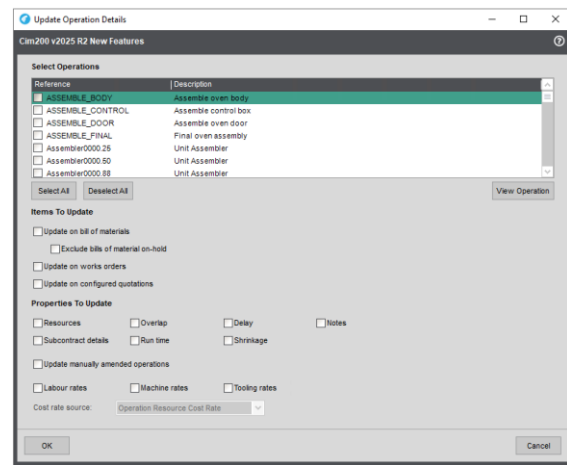 Update Operation Details
Cim200 v2025 R2 New Features
Select Operations
Reference Description
ASSEMBLE_BODY Assemble oven body
ASSEMBLE_CONTROL Assemble control box
ASSEMBLE_DOOR Assemble oven door
ASSEMBLE_FINAL Final oven assembly
Assembler0000.25 Unit Assembler
Assembler0000.50 Unit Assembler
Assembler0000.88 Unit Assembler
Select All Deselect All View Operation
Items To Update
Update on bill of materials
Exclude bills of material on-hold
Update on works orders
Update on configured quotations
Properties To Update
Resources Overlap Delay Notes
Subcontract details Run time Shrinkage
Update manually amended operations
Labour rates Machine rates Tooling rates
Cost rate source: Operation Resource Cost Rate
OK Cancel